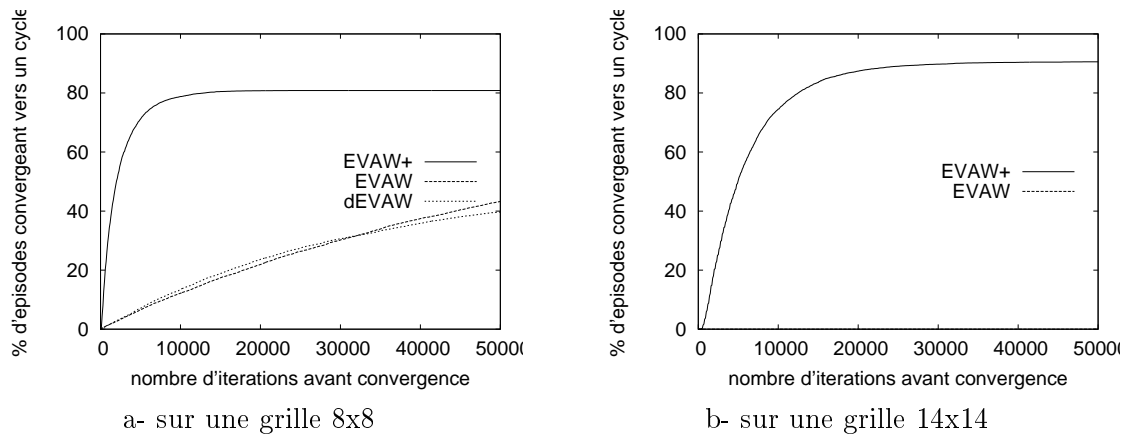 % d'episodes convergeant vers un cycle
100
80
60
40
20
0
EVAW+
EVAW
dEVAW
0 10000 20000 30000 40000 50000
nombre d'iterations avant convergence
a- sur une grille 8x8
% d'episodes convergeant vers un cycle
100
80
60
40
20
0
EVAW+
EVAW
0 10000 20000 30000 40000 50000
nombre d'iterations avant convergence
b- sur une grille 14x14